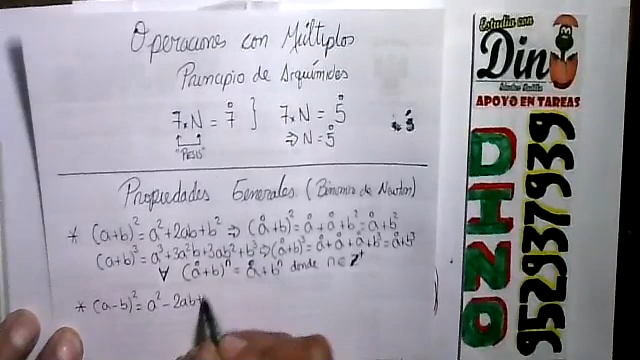 Operaciones con Múltiplos
Principio de Arquímides
7xN = 7̊ } 7xN = 5̊
"PESIS" ⇒ N = 5̊
Propiedades Generales (Binomio de Newton)
* (a+b)² = a² + 2ab + b² ⇒ (å+b)² = å + å + b² = å + b²
(a+b)³ = a³ + 3a²b + 3ab² + b³ ⇒ (å+b)³ = å + å + å + b³ = å + b³
∀ (å+b)ⁿ = å + bⁿ donde n ∈ Z⁺
* (a-b)² = a² - 2ab+
Estudia con
Dino
APOYO EN TAREAS
DINO
952937939